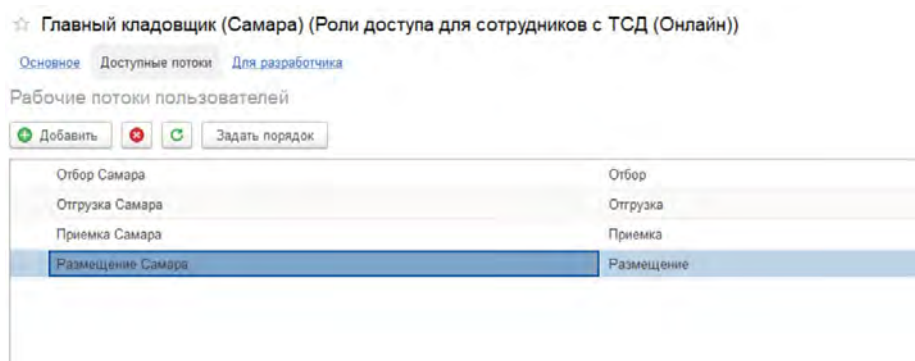 Главный кладовщик (Самара) (Роли доступа для сотрудников с ТСД (Онлайн))
Основное Доступные потоки Для разработчика
Рабочие потоки пользователей
Добавить Задать порядок
Отбор Самара Отбор
Отгрузка Самара Отгрузка
Приемка Самара Приемка
Размещение Самара Размещение